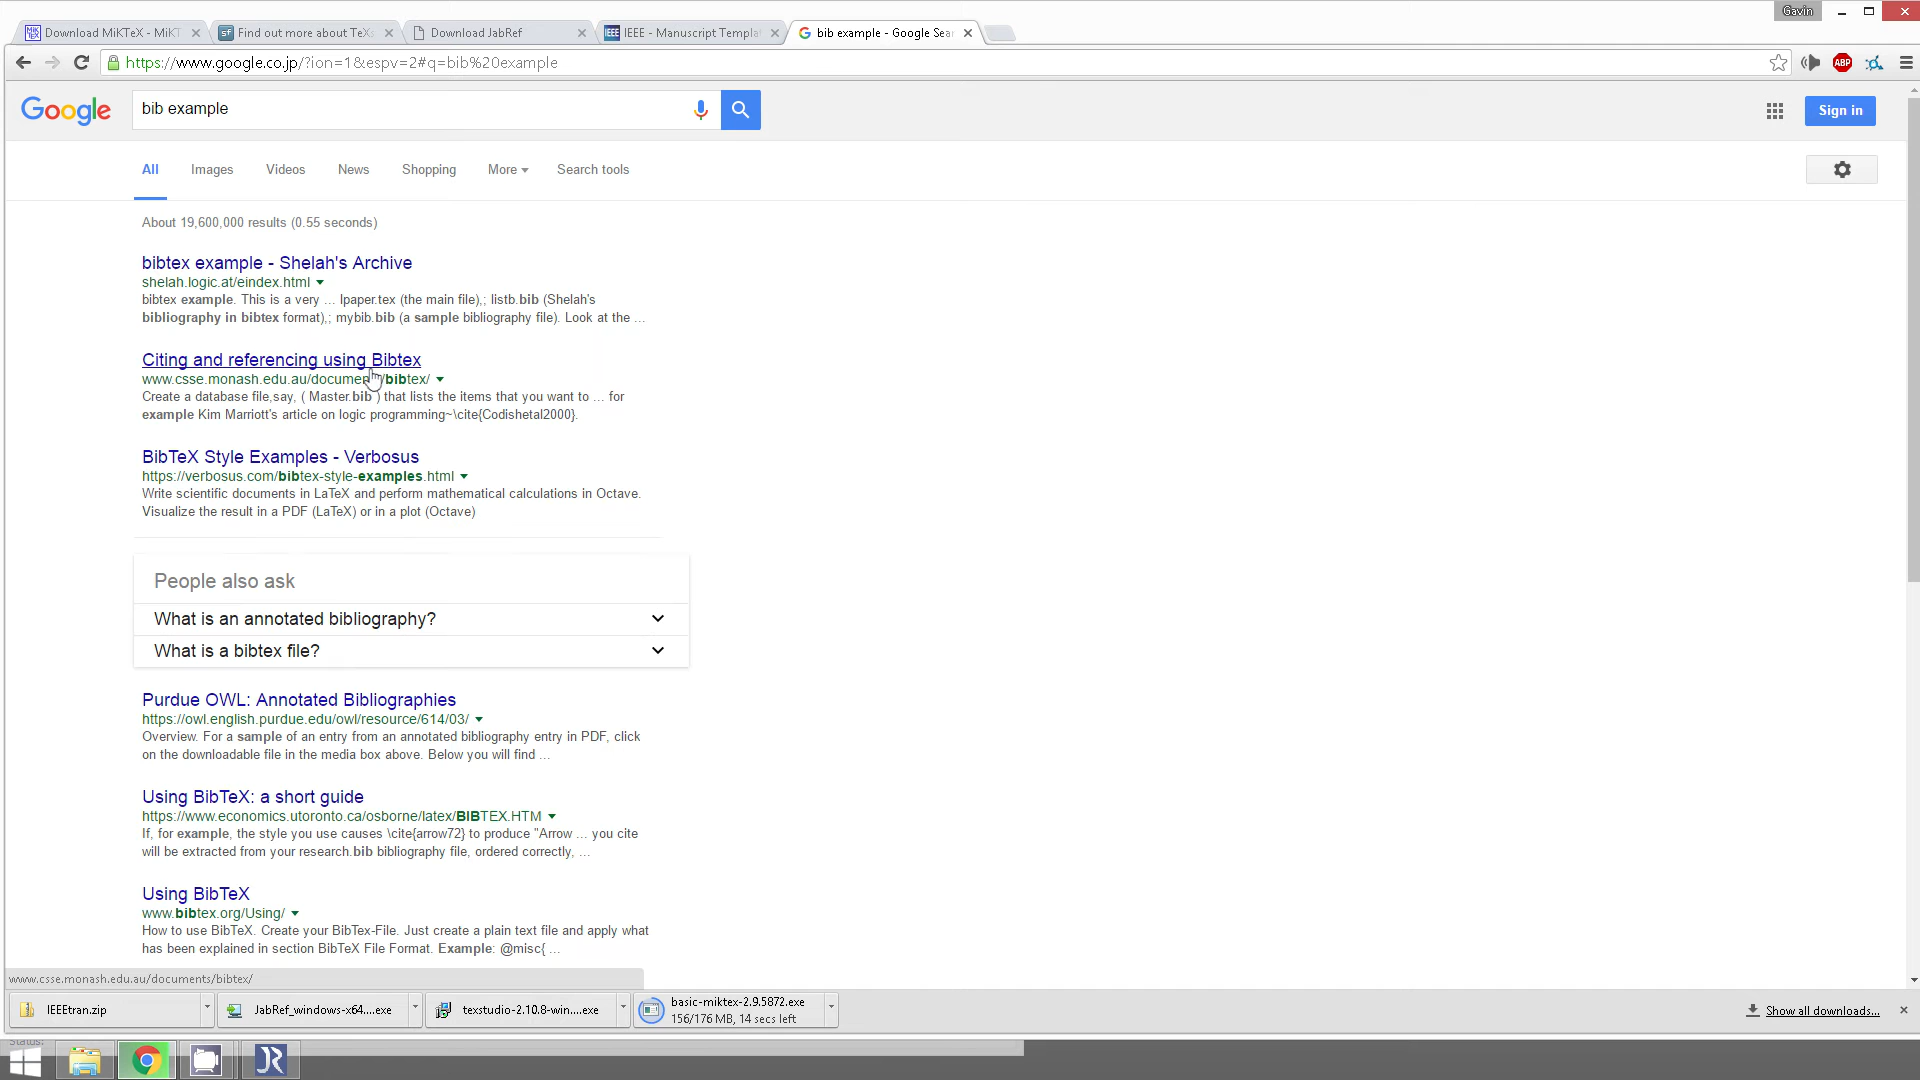 Gavin
Download MiKTeX - MiKT
Find out more about TeXs
Download JabRef
IEEE - Manuscript Templat
bib example - Google Sear
https://www.google.co.jp/?ion=1&espv=2#q=bib%20example
ABP
Google
bib example
Sign in
All
Images
Videos
News
Shopping
More
Search tools
About 19,600,000 results (0.55 seconds)
bibtex example - Shelah's Archive
shelah.logic.at/eindex.html
bibtex example. This is a very ... lpaper.tex (the main file),; listb.bib (Shelah's
bibliography in bibtex format),; mybib.bib (a sample bibliography file). Look at the ...
Citing and referencing using Bibtex
www.csse.monash.edu.au/documents/bibtex/
Create a database file,say, ( Master.bib ) that lists the items that you want to ... for
example Kim Marriott's article on logic programming~\cite{Codishetal2000}.
BibTeX Style Examples - Verbosus
https://verbosus.com/bibtex-style-examples.html
Write scientific documents in LaTeX and perform mathematical calculations in Octave.
Visualize the result in a PDF (LaTeX) or in a plot (Octave)
People also ask
What is an annotated bibliography?
What is a bibtex file?
Purdue OWL: Annotated Bibliographies
https://owl.english.purdue.edu/owl/resource/614/03/
Overview. For a sample of an entry from an annotated bibliography entry in PDF, click
on the downloadable file in the media box above. Below you will find ...
Using BibTeX: a short guide
https://www.economics.utoronto.ca/osborne/latex/BIBTEX.HTM
If, for example, the style you use causes \cite{arrow72} to produce "Arrow ... you cite
will be extracted from your research.bib bibliography file, ordered correctly, ...
Using BibTeX
www.bibtex.org/Using/
How to use BibTeX. Create your BibTex-File. Just create a plain text file and apply what
has been explained in section BibTeX File Format. Example: @misc{ ...
www.csse.monash.edu.au/documents/bibtex/
IEEEtran.zip
JabRef_windows-x64....exe
texstudio-2.10.8-win....exe
basic-miktex-2.9.5872.exe
156/176 MB, 14 secs left
Show all downloads...
Status: